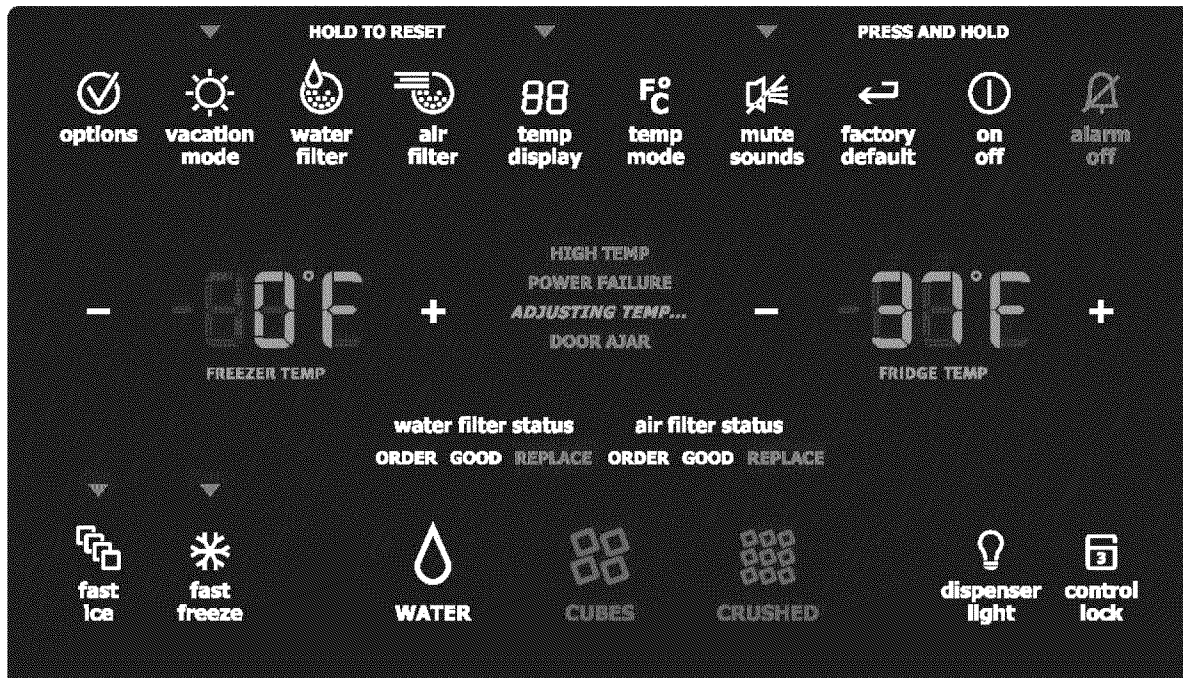 HOLD TO RESET PRESS AND HOLD
options vacation mode water filter air filter 88 temp display F°C temp mode mute sounds factory default on off alarm off
HIGH TEMP
POWER FAILURE
ADJUSTING TEMP...
DOOR AJAR
- 0°F +
FREEZER TEMP
- 37°F +
FRIDGE TEMP
water filter status air filter status
ORDER GOOD REPLACE ORDER GOOD REPLACE
fast ice fast freeze WATER CUBES CRUSHED dispenser light 3 control lock